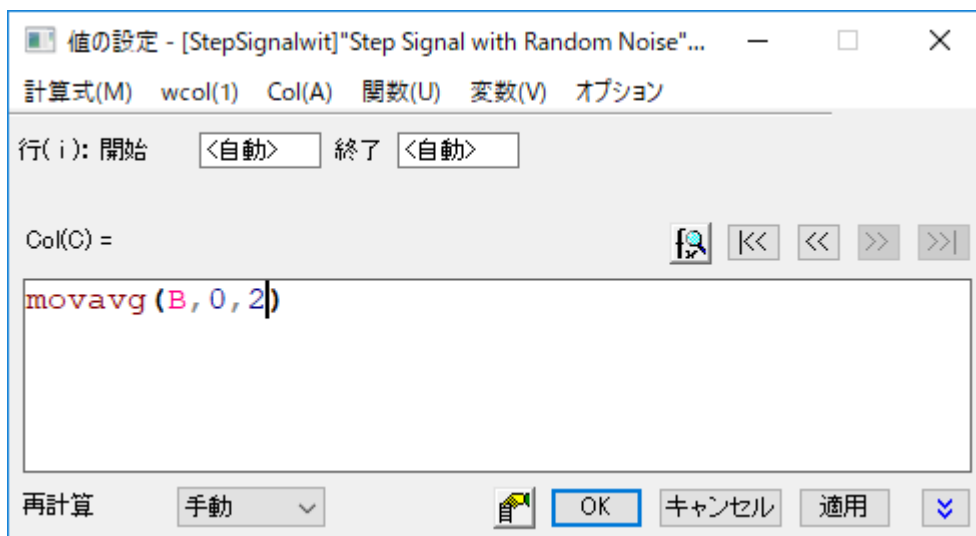 値の設定 - [StepSignalwit]"Step Signal with Random Noise"...
計算式(M) wcol(1) Col(A) 関数(U) 変数(V) オプション
行(i): 開始 <自動> 終了 <自動>
Col(C) = |<< << >> >>|
movavg(B,0,2)
再計算 手動 OK キャンセル 適用